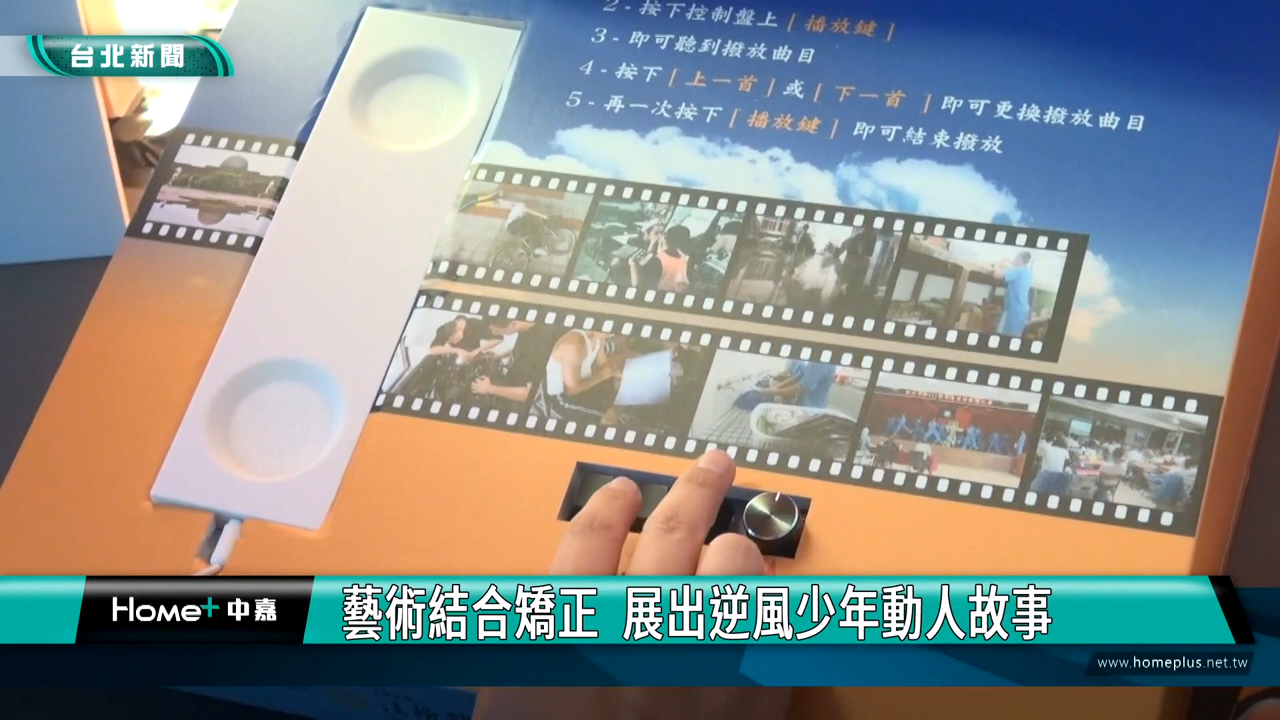 台北新聞
2 - 按下控制盤上 [ 播放鍵 ]
3 - 即可聽到撥放曲目
4 - 按下 [ 上一首 ] 或 [ 下一首 ] 即可更換撥放曲目
5 - 再一次按下 [ 播放鍵 ] 即可結束撥放
Home+ 中嘉
藝術結合矯正 展出逆風少年動人故事
www.homeplus.net.tw